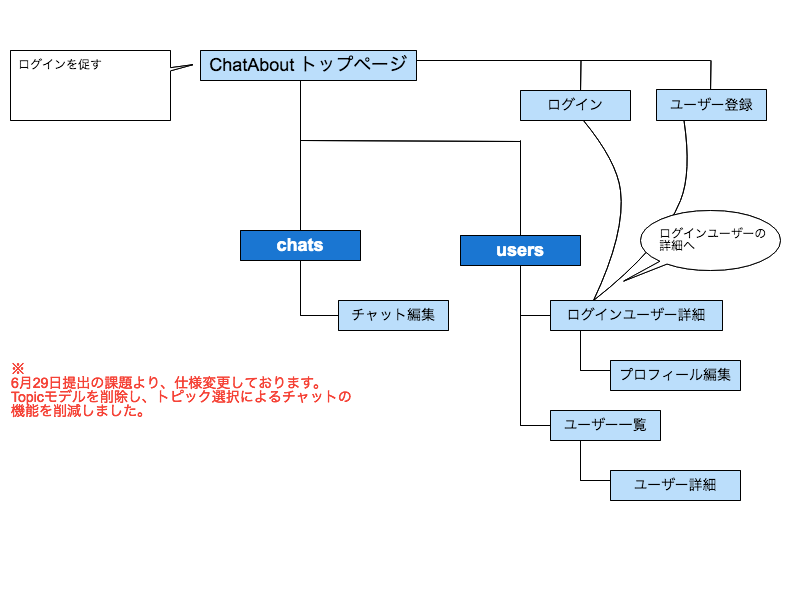 ログインを促す
ChatAbout トップページ
ログイン
ユーザー登録
ログインユーザーの
詳細へ
chats
users
チャット編集
ログインユーザー詳細
プロフィール編集
※
6月29日提出の課題より、仕様変更しております。
Topicモデルを削除し、トピック選択によるチャットの
機能を削減しました。
ユーザー一覧
ユーザー詳細